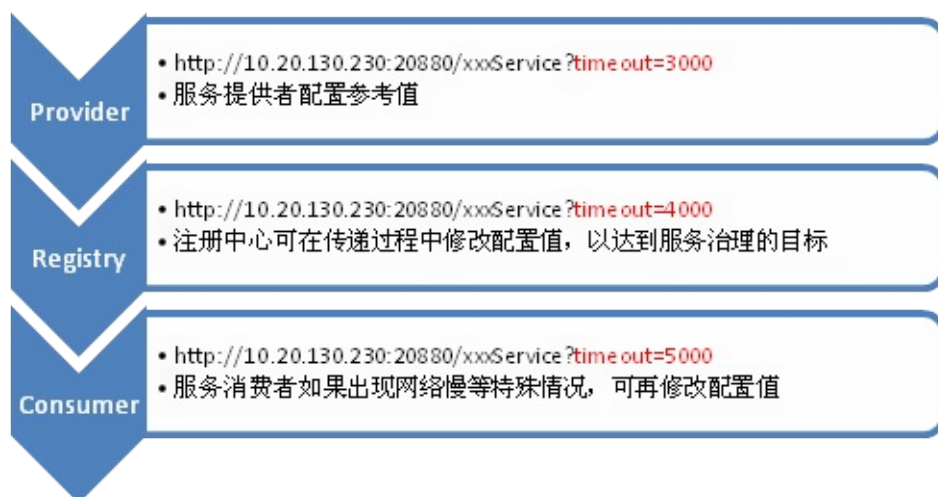 Provider
• http://10.20.130.230:20880/xxxService?timeout=3000
• 服务提供者配置参考值
Registry
• http://10.20.130.230:20880/xxxService?timeout=4000
• 注册中心可在传递过程中修改配置值，以达到服务治理的目标
Consumer
• http://10.20.130.230:20880/xxxService?timeout=5000
• 服务消费者如果出现网络慢等特殊情况，可再修改配置值